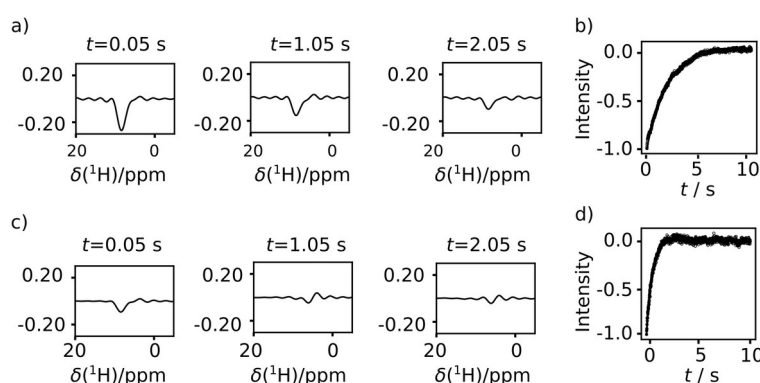 a)
t=0.05 s
t=1.05 s
t=2.05 s
0.20
-0.20
20
0
δ(¹H)/ppm
0.20
-0.20
20
0
δ(¹H)/ppm
0.20
-0.20
20
0
δ(¹H)/ppm
b)
Intensity
0.0
-0.5
-1.0
0
5
10
t / s
c)
t=0.05 s
t=1.05 s
t=2.05 s
0.20
-0.20
20
0
δ(¹H)/ppm
0.20
-0.20
20
0
δ(¹H)/ppm
0.20
-0.20
20
0
δ(¹H)/ppm
d)
Intensity
0.0
-0.5
-1.0
0
5
10
t / s